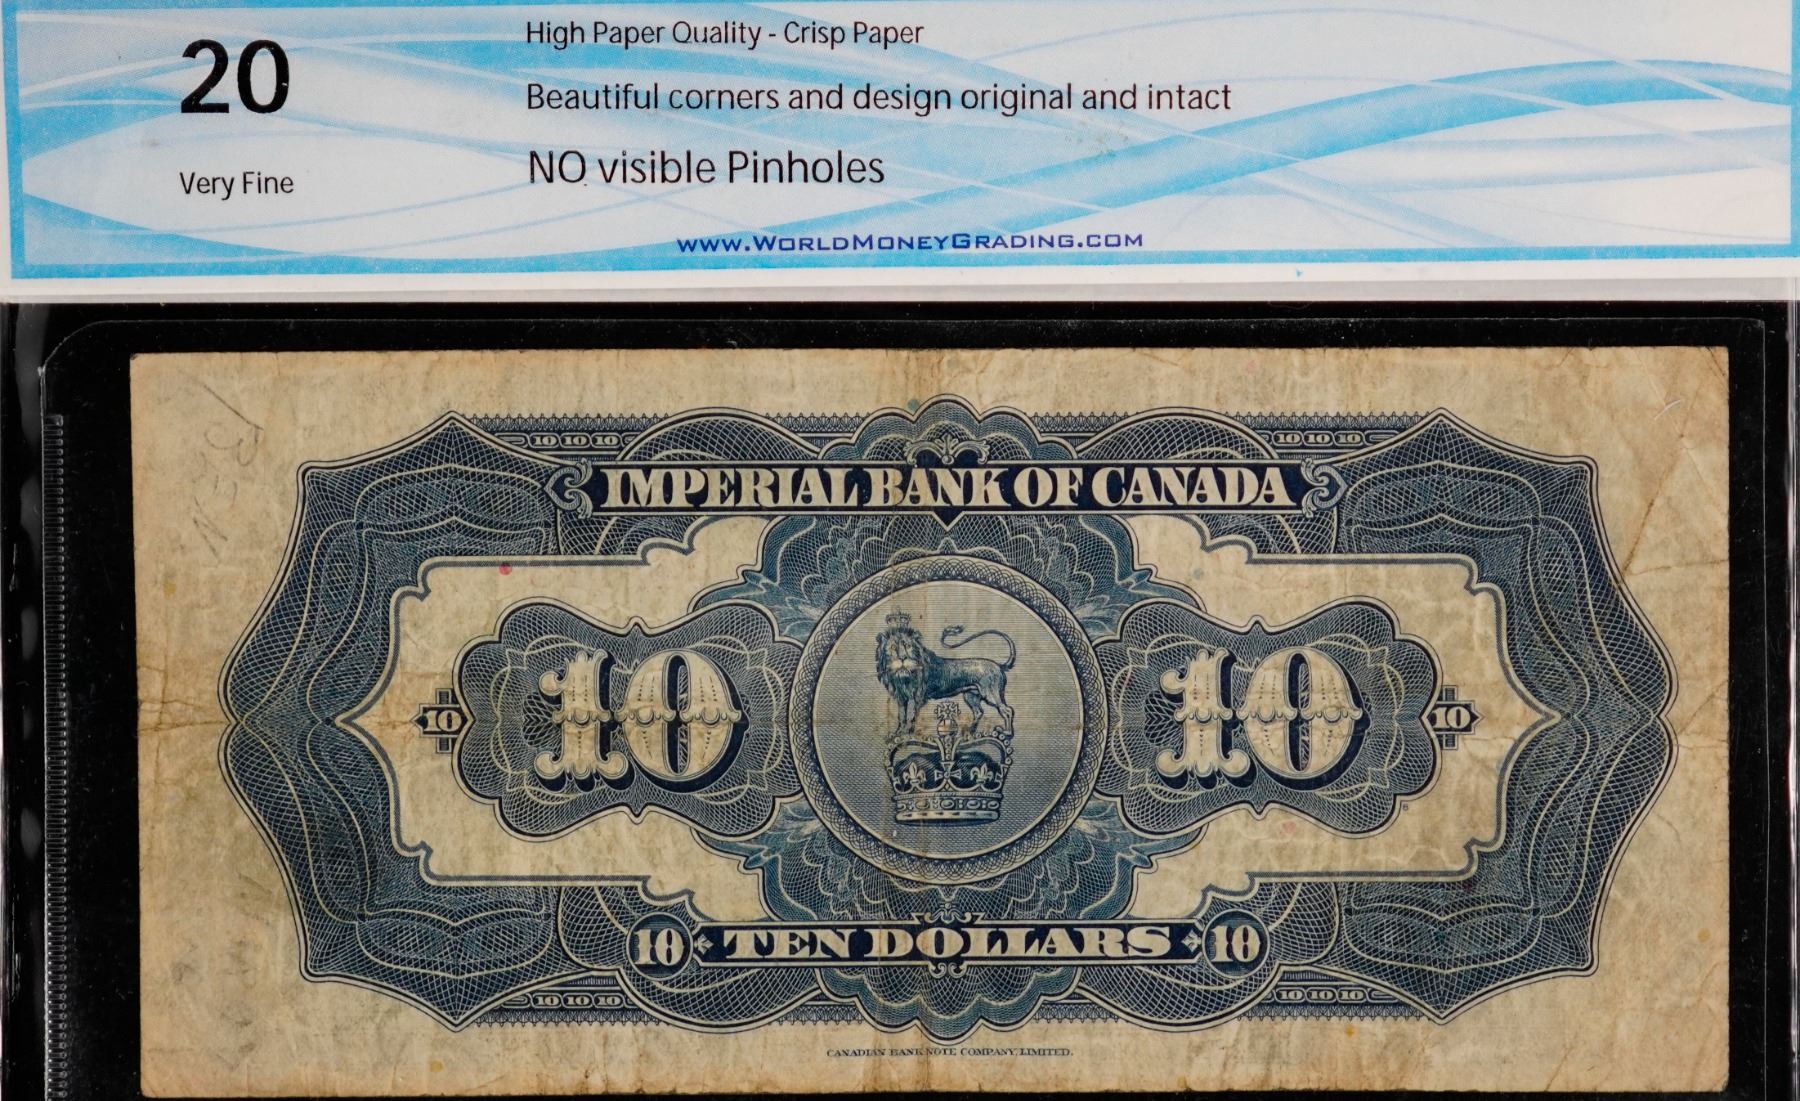 20
Very Fine
High Paper Quality - Crisp Paper
Beautiful corners and design original and intact
NO visible Pinholes
WWW.WORLDMONEYGRADING.COM
10 10 10
10 10 10
IMPERIAL BANK OF CANADA
10 10 10 10
10 TEN DOLLARS 10
10 10 10
10 10 10
CANADIAN BANK NOTE COMPANY, LIMITED.